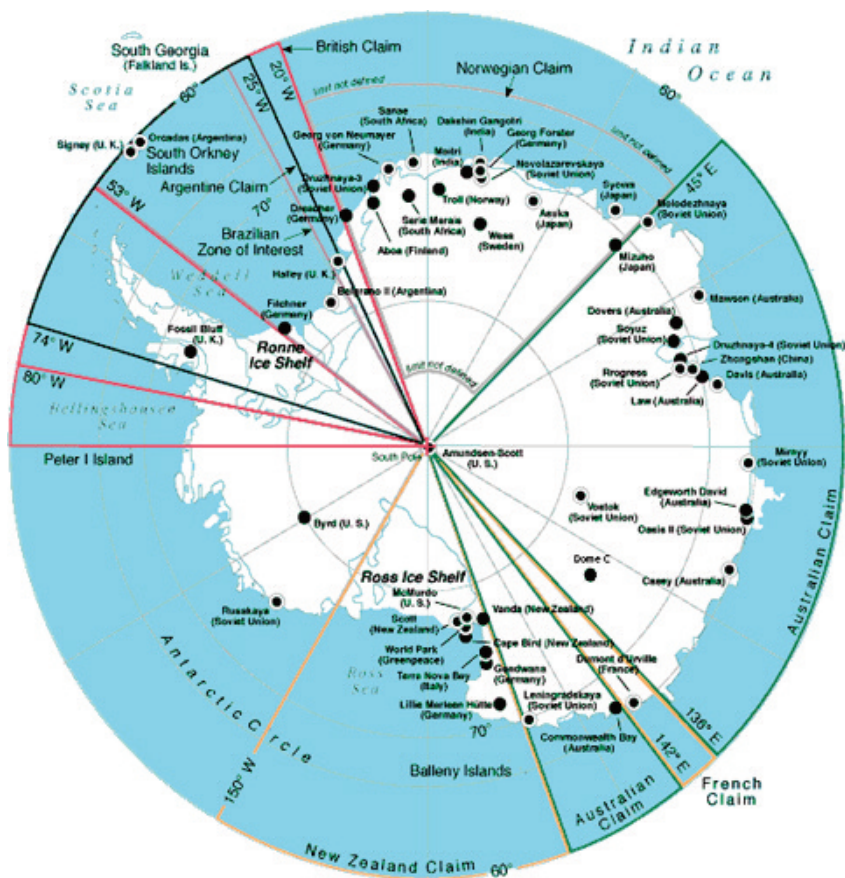 South Georgia
(Falkland Is.)
British Claim
Indian
Ocean
Scotia
Sea
60°
25° W
20° W
limit not defined
Norwegian Claim
60°
limit not defined
Orcadas (Argentina)
Signey (U. K.)
South Orkney
Islands
Argentine Claim
70°
Brazilian
Zone of Interest
53° W
Weddell
Sea
Sanae
(South Africa)
Dakshin Gangotri
(India)
Georg von Neumayer
(Germany)
Georg Forster
(Germany)
Maitri
(India)
Novolazarevskaya
(Soviet Union)
Druzhnaya-3
(Soviet Union)
Troll (Norway)
Syowa
(Japan)
45° E
Molodezhnaya
(Soviet Union)
Drescher
(Germany)
Sarie Marais
(South Africa)
Asuka
(Japan)
Aboa (Finland)
Wasa
(Sweden)
Mizuho
(Japan)
Halley (U. K.)
Belgrano II (Argentina)
Mawson (Australia)
Filchner
(Germany)
Dovers (Australia)
Soyuz
(Soviet Union)
Fossil Bluff
(U. K.)
74° W
Ronne
Ice Shelf
Druzhnaya-4 (Soviet Union)
Zhongshan (China)
Rrogress
(Soviet Union)
Davis (Australia)
Law (Australia)
80° W
limit not defined
Bellingshausen
Sea
Peter I Island
South Pole
Amundsen-Scott
(U. S.)
Mirnyy
(Soviet Union)
Byrd (U. S.)
Vostok
(Soviet Union)
Edgeworth David
(Australia)
Oasis II (Soviet Union)
Dome C
Casey (Australia)
Australian Claim
Ross Ice Shelf
McMurdo
(U. S.)
Vanda (New Zealand)
Scott
(New Zealand)
Cape Bird (New Zealand)
World Park
(Greenpeace)
Russkaya
(Soviet Union)
Ross
Sea
Terra Nova Bay
(Italy)
Gondwana
(Germany)
Dumont d'Urville
(France)
Leningradskaya
(Soviet Union)
Lillie Marleen Hütte
(Germany)
70°
Commonwealth Bay
(Australia)
136° E
142° E
Antarctic Circle
150° W
Balleny Islands
French
Claim
Australian
Claim
New Zealand Claim
60°